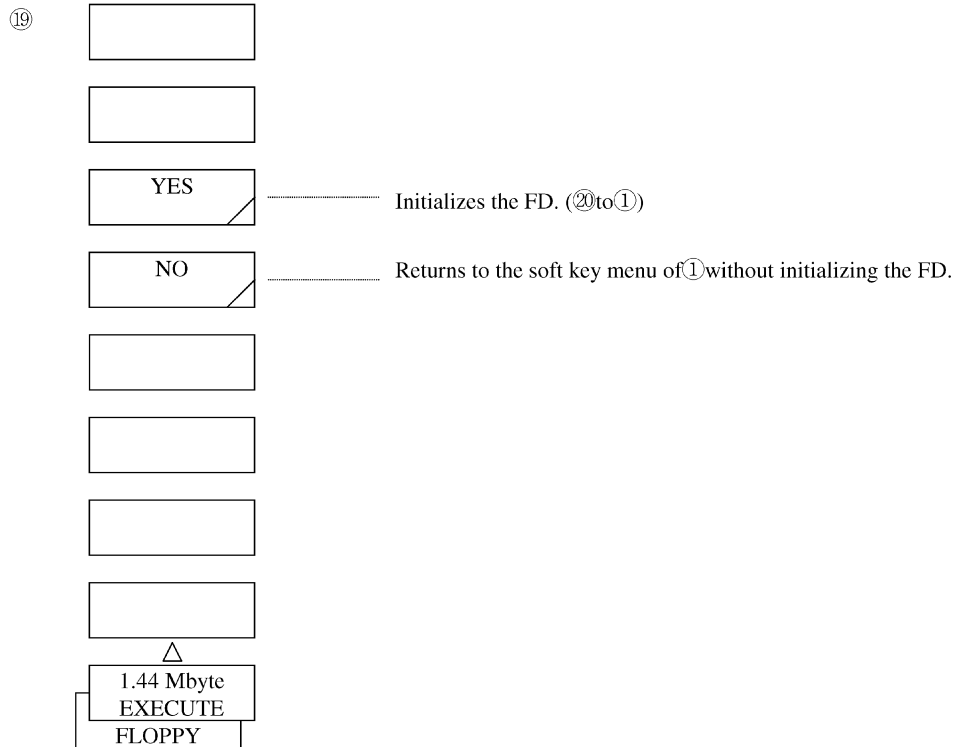 ⑲
YES
Initializes the FD. (⑳to①)
NO
Returns to the soft key menu of①without initializing the FD.
1.44 Mbyte
EXECUTE
FLOPPY